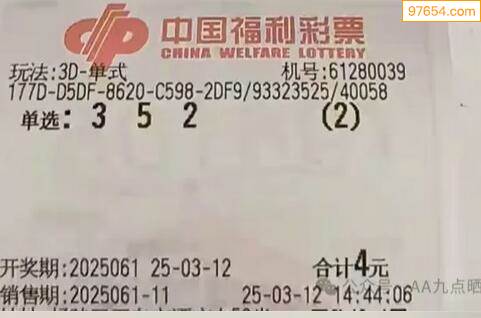 97654.com
中国福利彩票
CHINA WELFARE LOTTERY
玩法:3D-单式 机号:61280039
177D-D5DF-8620-C598-2DF9/93323525/40058
单选: 3 5 2 (2)
开奖期:2025061 25-03-12 合计4元
公众号 AA九点晒
销售期:2025061-11 25-03-12 14:44:06